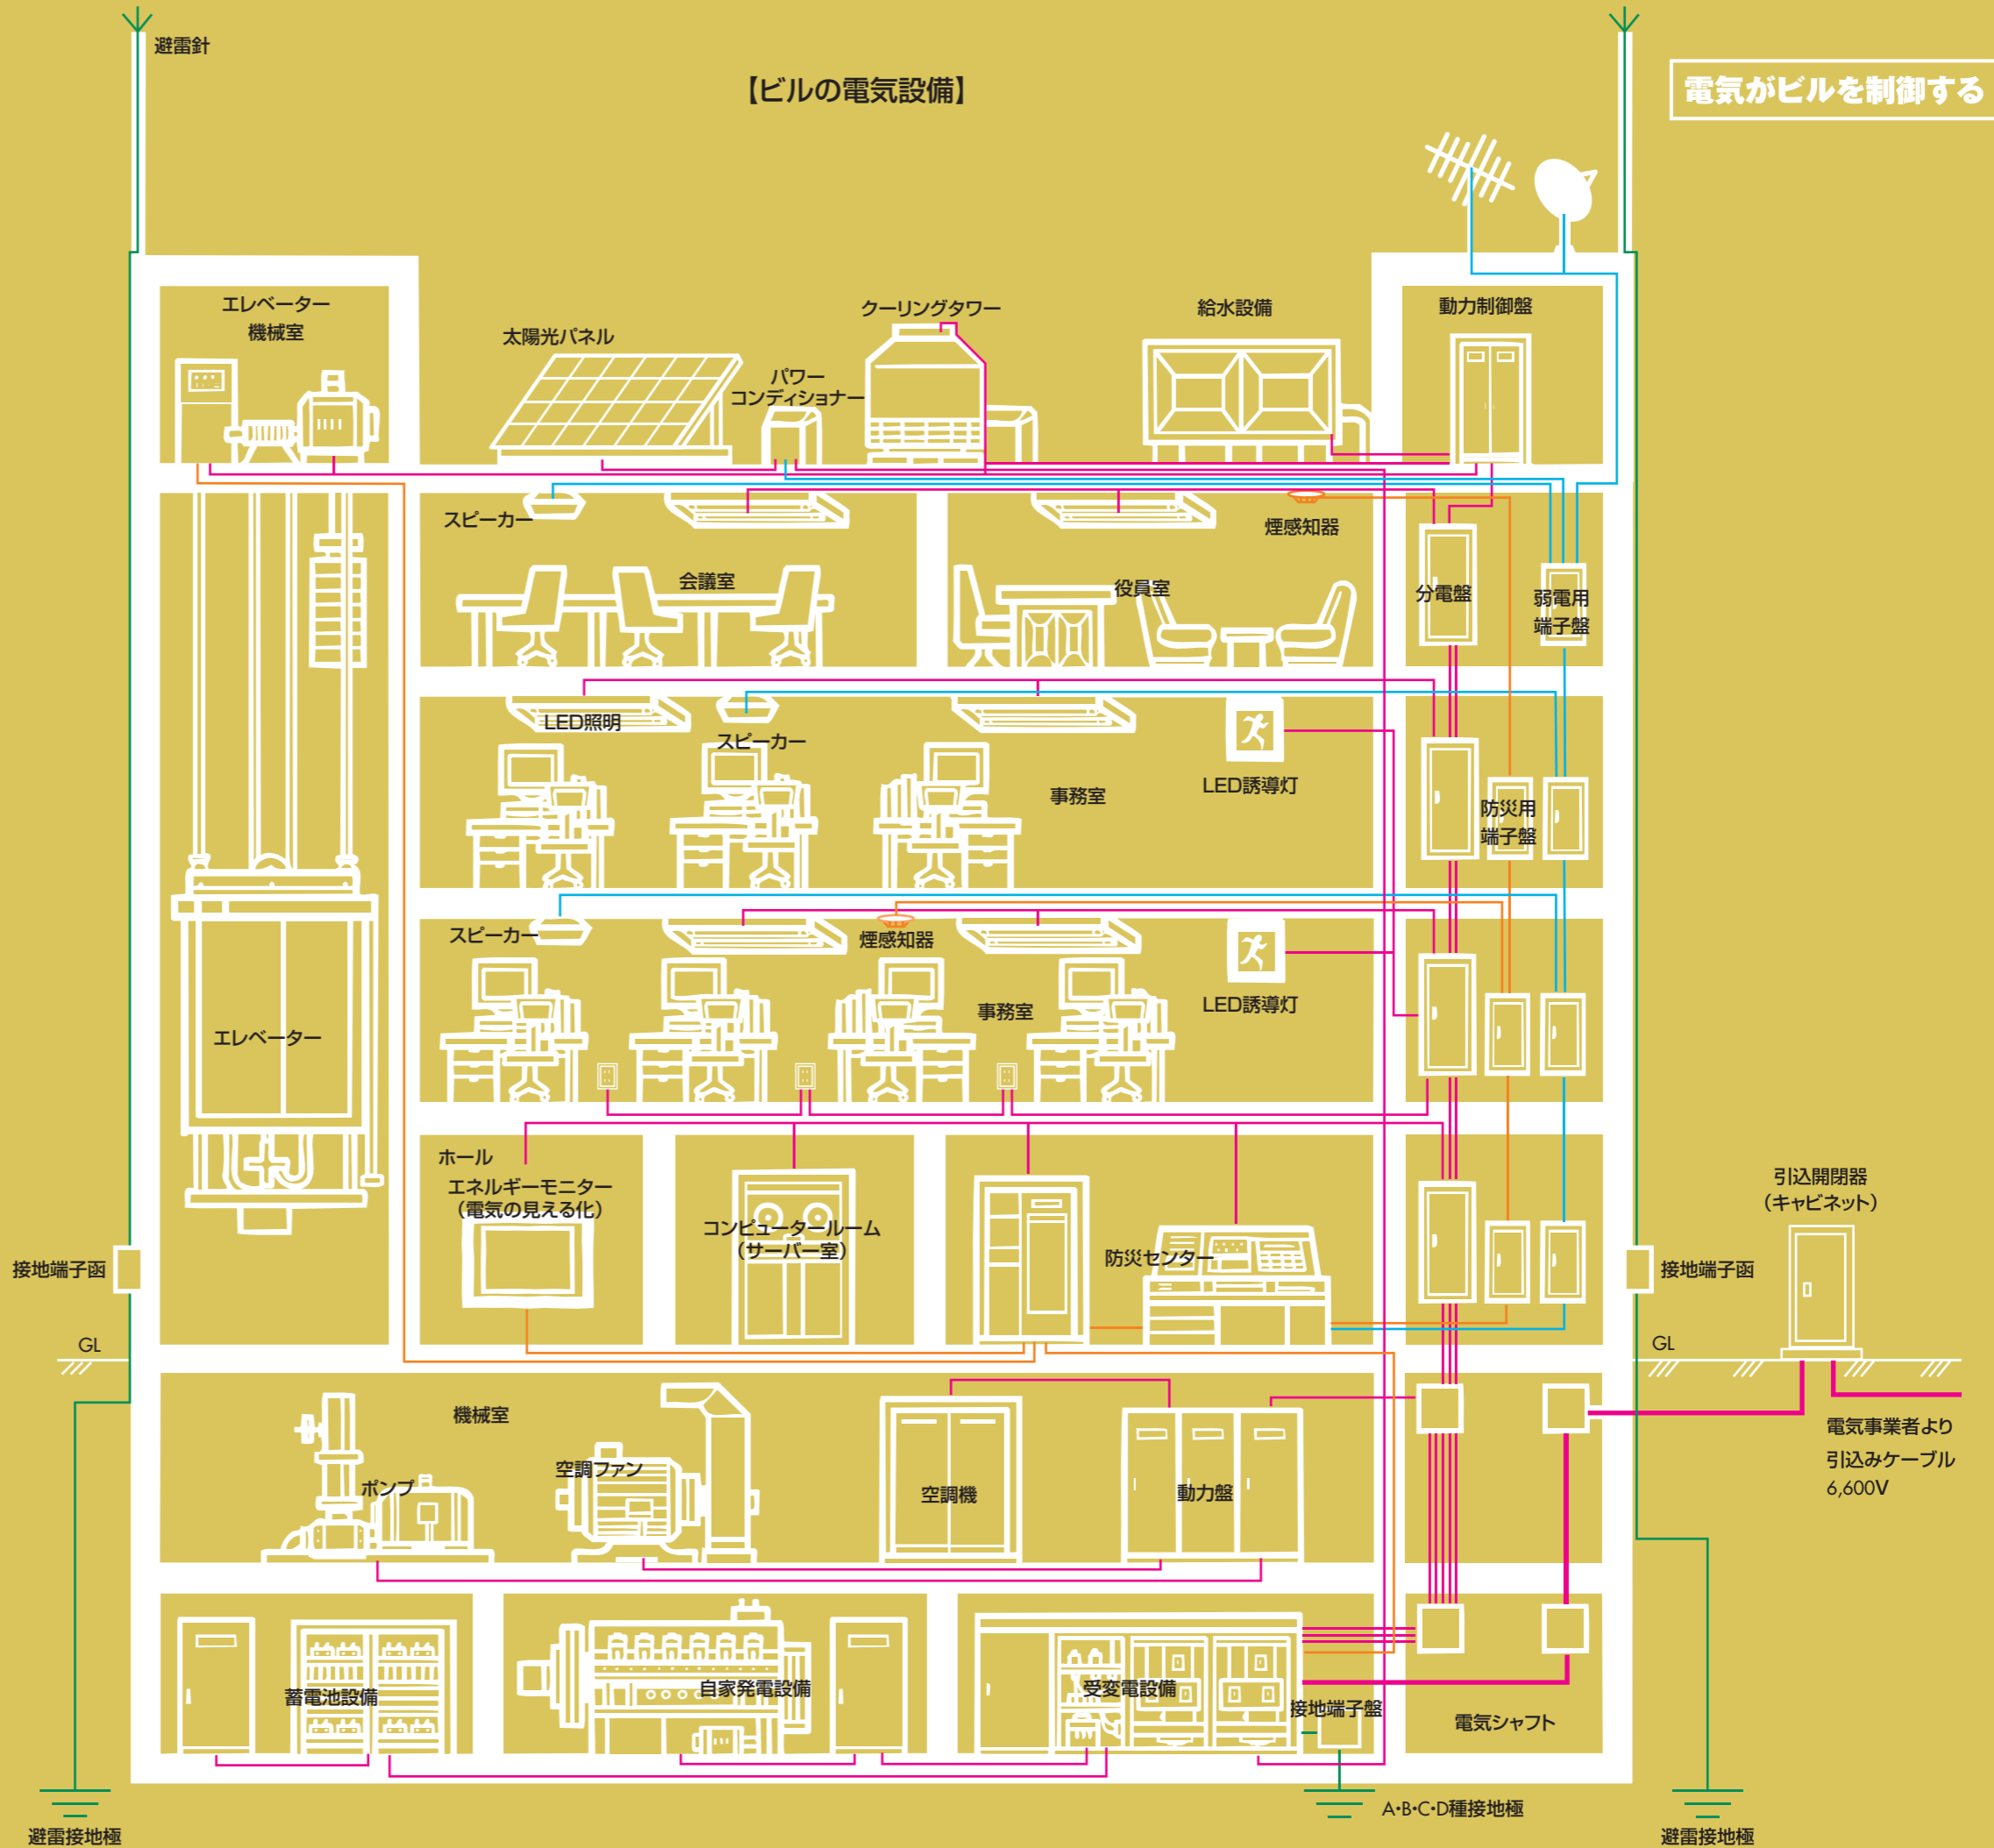 避雷針
【ビルの電気設備】
電気がビルを制御する
エレベーター
機械室
太陽光パネル
パワー
コンディショナー
クーリングタワー
給水設備
動力制御盤
スピーカー
会議室
役員室
煙感知器
分電盤
弱電用
端子盤
LED照明
スピーカー
事務室
LED誘導灯
防災用
端子盤
スピーカー
煙感知器
事務室
LED誘導灯
エレベーター
ホール
エネルギーモニター
（電気の見える化）
コンピュータールーム
（サーバー室）
防災センター
引込開閉器
（キャビネット）
接地端子函
接地端子函
GL
GL
機械室
ポンプ
空調ファン
空調機
動力盤
電気事業者より
引込みケーブル
6,600V
蓄電池設備
自家発電設備
受変電設備
接地端子盤
電気シャフト
A・B・C・D種接地極
避雷接地極
避雷接地極